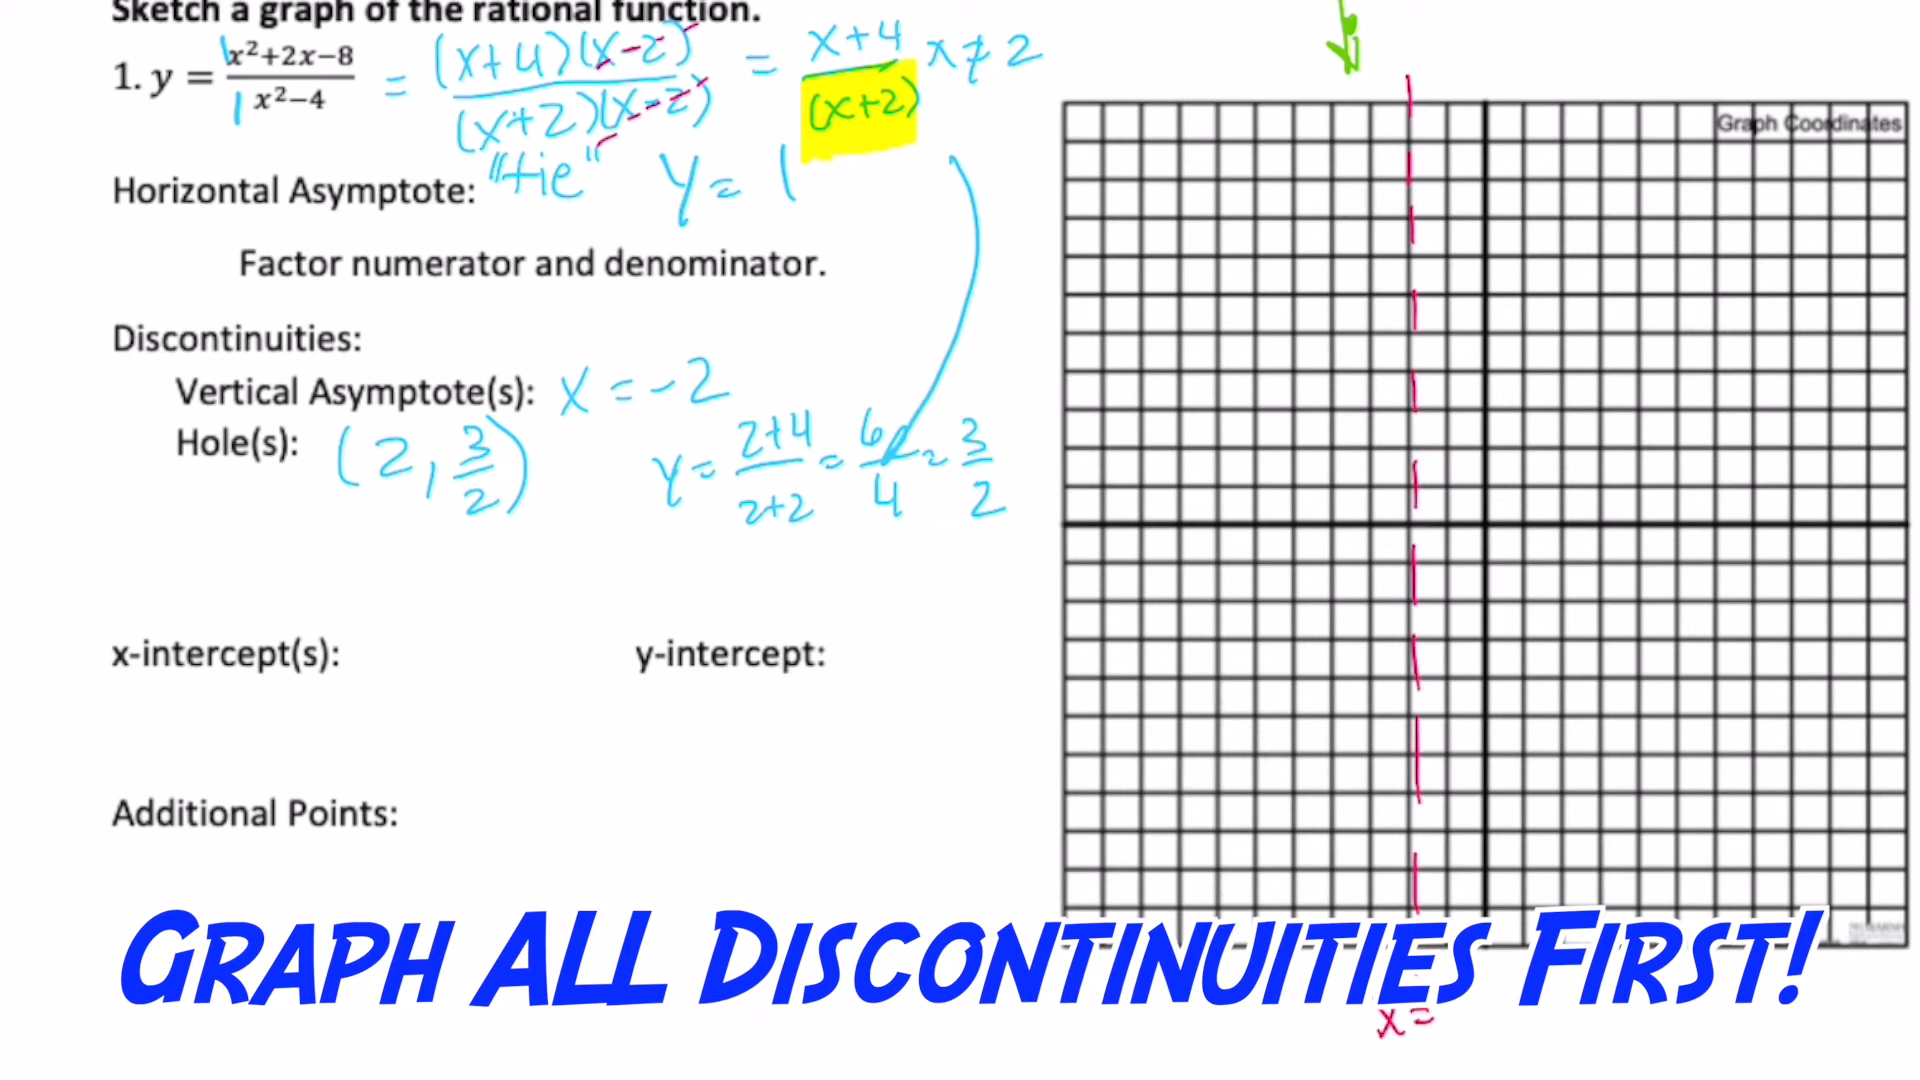 Sketch a graph of the rational function.
1. y = x²+2x−8 / x²−4 = (x+4)(x-2) / (x+2)(x-2) = x+4 / (x+2) x≠2
1
1
Graph Coordinates
Horizontal Asymptote: "tie" y = 1
Factor numerator and denominator.
Discontinuities:
Vertical Asymptote(s): x = -2
Hole(s): (2, 3/2) y = 2+4 / 2+2 = 6/4 = 3/2
x-intercept(s): y-intercept:
Additional Points:
GRAPH ALL DISCONTINUITIES FIRST!
x =